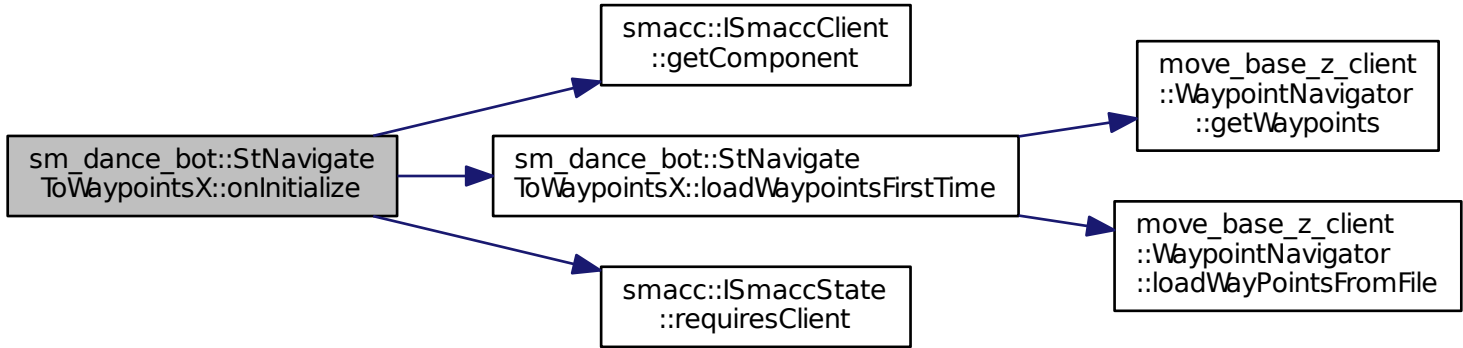 sm_dance_bot::StNavigate
ToWaypointsX::onInitialize
smacc::ISmaccClient
::getComponent
sm_dance_bot::StNavigate
ToWaypointsX::loadWaypointsFirstTime
smacc::ISmaccState
::requiresClient
move_base_z_client
::WaypointNavigator
::getWaypoints
move_base_z_client
::WaypointNavigator
::loadWayPointsFromFile